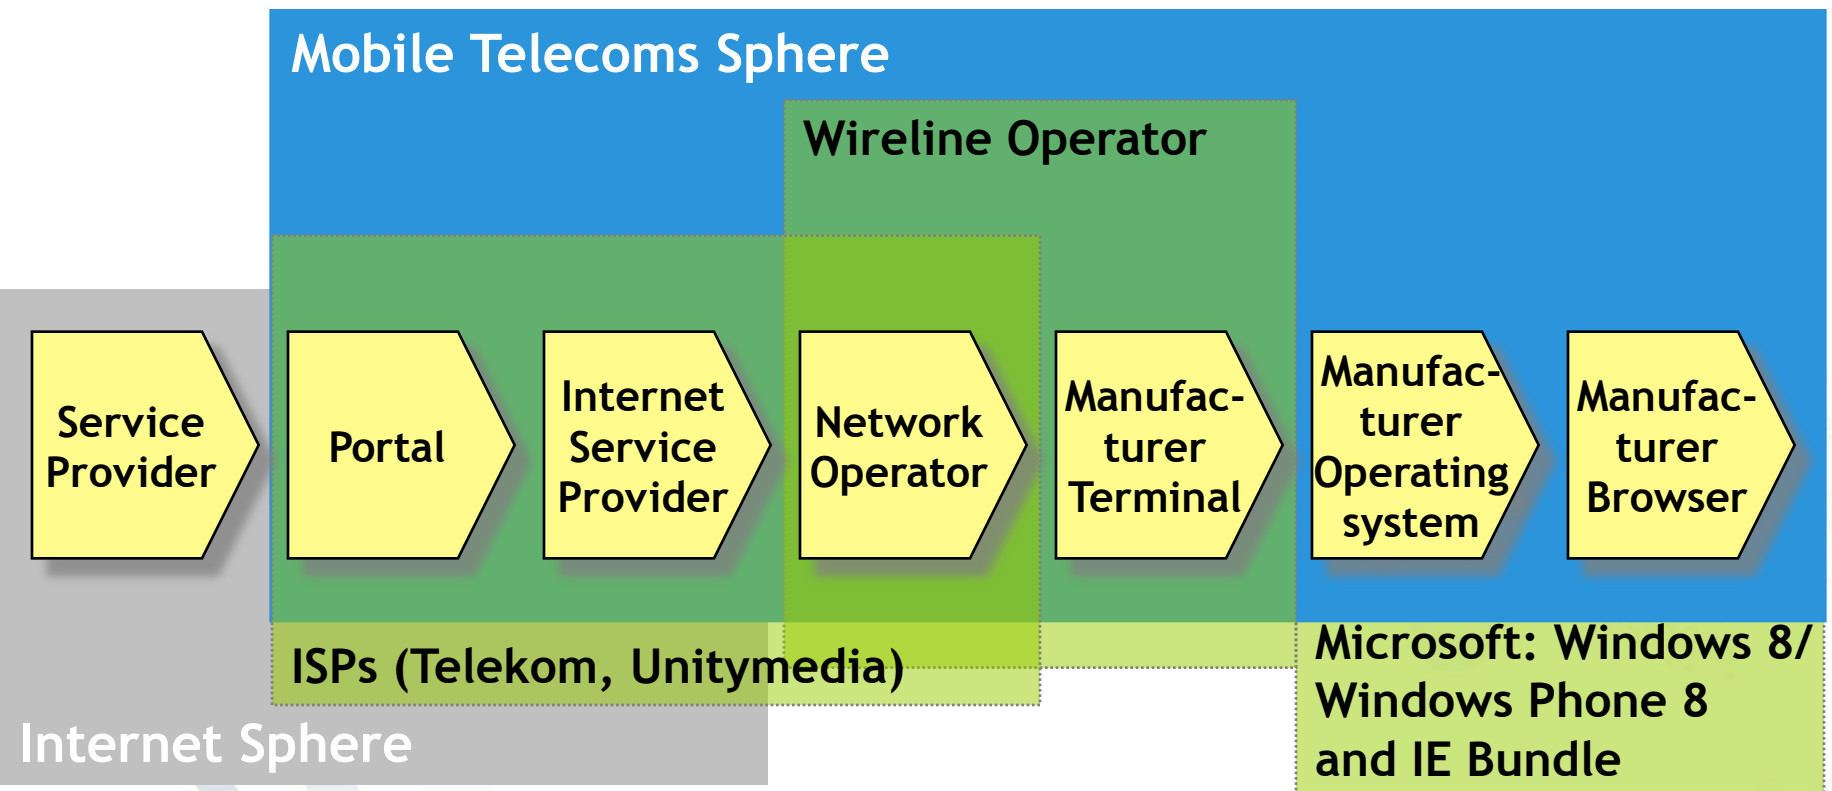 Mobile Telecoms Sphere
Wireline Operator
Service
Provider
Portal
Internet
Service
Provider
Network
Operator
Manufac-
turer
Terminal
Manufac-
turer
Operating
system
Manufac-
turer
Browser
ISPs (Telekom, Unitymedia)
Microsoft: Windows 8/
Windows Phone 8
and IE Bundle
Internet Sphere